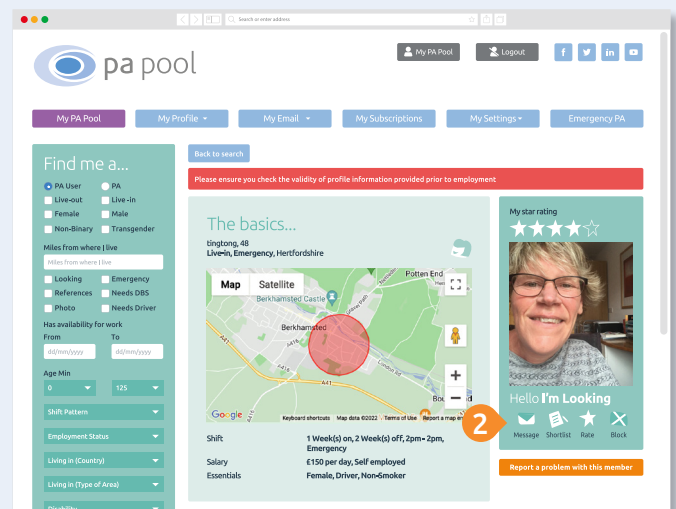 Search or enter address
pa pool
My PA Pool
Logout
My PA Pool
My Profile
My Email
My Subscriptions
My Settings
Emergency PA
Find me a...
PA User PA
Live-out Live-in
Female Male
Non-Binary Transgender
Miles from where I live
Miles from where I live
Looking Emergency
References Needs DBS
Photo Needs Driver
Has availability for work
From To
dd/mm/yyyy dd/mm/yyyy
Age Min
0 125
Shift Pattern
Employment Status
Living in (Country)
Living in (Type of Area)
Disability
Back to search
Please ensure you check the validity of profile information provided prior to employment
The basics...
tingtong, 48
Live-in, Emergency, Hertfordshire
Map Satellite
Potten End
Berkhamsted Castle
Berkhamsted
A416
A416
A41
A41
London Rd
Google
Keyboard shortcuts Map data ©2022 Terms of Use Report a map
Shift 1 Week(s) on, 2 Week(s) off, 2pm-2pm,
Emergency
Salary £150 per day, Self employed
Essentials Female, Driver, Non-Smoker
My star rating
Hello I'm Looking
2
Message Shortlist Rate Block
Report a problem with this member